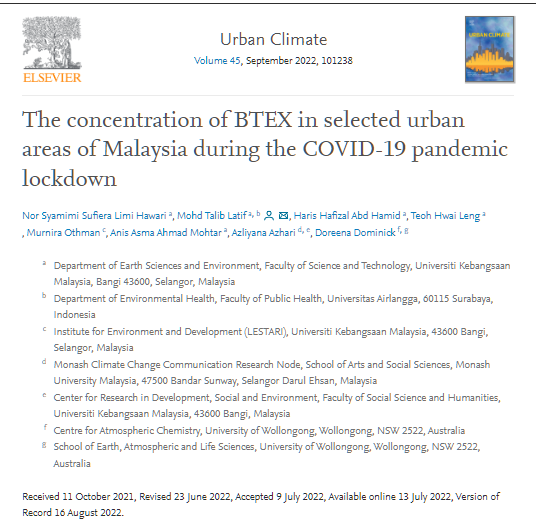 ELSEVIER
Urban Climate
Volume 45, September 2022, 101238
URBAN CLIMATE
The concentration of BTEX in selected urban
areas of Malaysia during the COVID-19 pandemic
lockdown
Nor Syamimi Sufiera Limi Hawari a, Mohd Talib Latif a, b, Haris Hafizal Abd Hamid a, Teoh Hwai Leng a
, Murnira Othman c, Anis Asma Ahmad Mohtar a, Azliyana Azhari d, e, Doreena Dominick f, g
a Department of Earth Sciences and Environment, Faculty of Science and Technology, Universiti Kebangsaan
Malaysia, Bangi 43600, Selangor, Malaysia
b Department of Environmental Health, Faculty of Public Health, Universitas Airlangga, 60115 Surabaya,
Indonesia
c Institute for Environment and Development (LESTARI), Universiti Kebangsaan Malaysia, 43600 Bangi,
Selangor, Malaysia
d Monash Climate Change Communication Research Node, School of Arts and Social Sciences, Monash
University Malaysia, 47500 Bandar Sunway, Selangor Darul Ehsan, Malaysia
e Center for Research in Development, Social and Environment, Faculty of Social Science and Humanities,
Universiti Kebangsaan Malaysia, 43600 Bangi, Malaysia
f Centre for Atmospheric Chemistry, University of Wollongong, Wollongong, NSW 2522, Australia
g School of Earth, Atmospheric and Life Sciences, University of Wollongong, Wollongong, NSW 2522,
Australia
Received 11 October 2021, Revised 23 June 2022, Accepted 9 July 2022, Available online 13 July 2022, Version of
Record 16 August 2022.